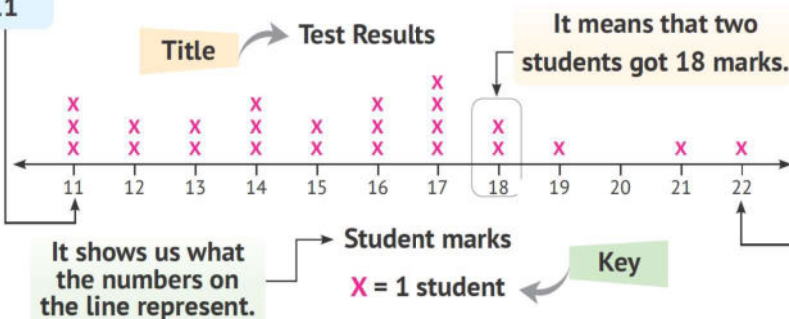 11
It means that two
students got 18 marks.
Title
Test Results
X
X X X
X X X X X X X X
X X X X X X X X X X X
11 12 13 14 15 16 17 18 19 20 21 22
It shows us what
the numbers on
the line represent.
Student marks
X = 1 student
Key